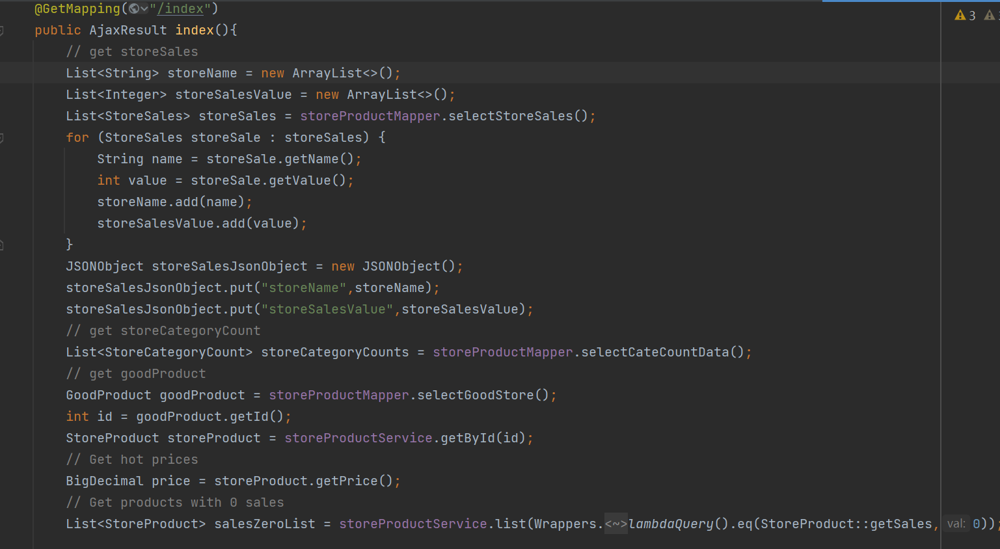 @GetMapping("/index")
public AjaxResult index(){
// get storeSales
List<String> storeName = new ArrayList<>();
List<Integer> storeSalesValue = new ArrayList<>();
List<StoreSales> storeSales = storeProductMapper.selectStoreSales();
for (StoreSales storeSale : storeSales) {
String name = storeSale.getName();
int value = storeSale.getValue();
storeName.add(name);
storeSalesValue.add(value);
}
JSONObject storeSalesJsonObject = new JSONObject();
storeSalesJsonObject.put("storeName",storeName);
storeSalesJsonObject.put("storeSalesValue",storeSalesValue);
// get storeCategoryCount
List<StoreCategoryCount> storeCategoryCounts = storeProductMapper.selectCateCountData();
// get goodProduct
GoodProduct goodProduct = storeProductMapper.selectGoodStore();
int id = goodProduct.getId();
StoreProduct storeProduct = storeProductService.getById(id);
// Get hot prices
BigDecimal price = storeProduct.getPrice();
// Get products with 0 sales
List<StoreProduct> salesZeroList = storeProductService.list(Wrappers.<~>lambdaQuery().eq(StoreProduct::getSales, val: 0));
3